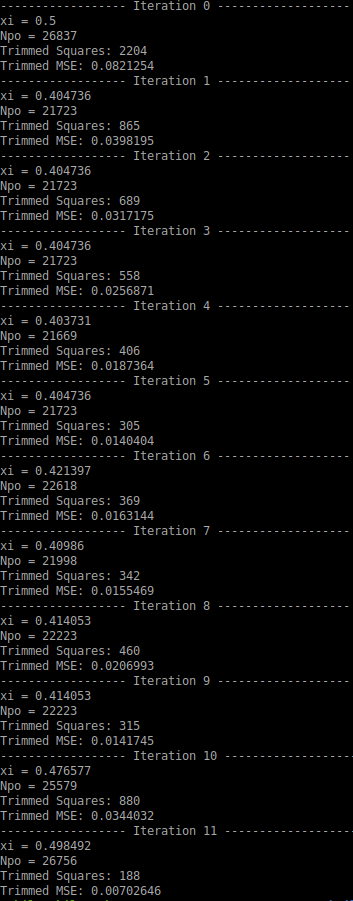 ------------------ Iteration 0 -------------------
xi = 0.5
Npo = 26837
Trimmed Squares: 2204
Trimmed MSE: 0.0821254
------------------ Iteration 1 -------------------
xi = 0.404736
Npo = 21723
Trimmed Squares: 865
Trimmed MSE: 0.0398195
------------------ Iteration 2 -------------------
xi = 0.404736
Npo = 21723
Trimmed Squares: 689
Trimmed MSE: 0.0317175
------------------ Iteration 3 -------------------
xi = 0.404736
Npo = 21723
Trimmed Squares: 558
Trimmed MSE: 0.0256871
------------------ Iteration 4 -------------------
xi = 0.403731
Npo = 21669
Trimmed Squares: 406
Trimmed MSE: 0.0187364
------------------ Iteration 5 -------------------
xi = 0.404736
Npo = 21723
Trimmed Squares: 305
Trimmed MSE: 0.0140404
------------------ Iteration 6 -------------------
xi = 0.421397
Npo = 22618
Trimmed Squares: 369
Trimmed MSE: 0.0163144
------------------ Iteration 7 -------------------
xi = 0.40986
Npo = 21998
Trimmed Squares: 342
Trimmed MSE: 0.0155469
------------------ Iteration 8 -------------------
xi = 0.414053
Npo = 22223
Trimmed Squares: 460
Trimmed MSE: 0.0206993
------------------ Iteration 9 -------------------
xi = 0.414053
Npo = 22223
Trimmed Squares: 315
Trimmed MSE: 0.0141745
------------------ Iteration 10 ------------------
xi = 0.476577
Npo = 25579
Trimmed Squares: 880
Trimmed MSE: 0.0344032
------------------ Iteration 11 ------------------
xi = 0.498492
Npo = 26756
Trimmed Squares: 188
Trimmed MSE: 0.00702646